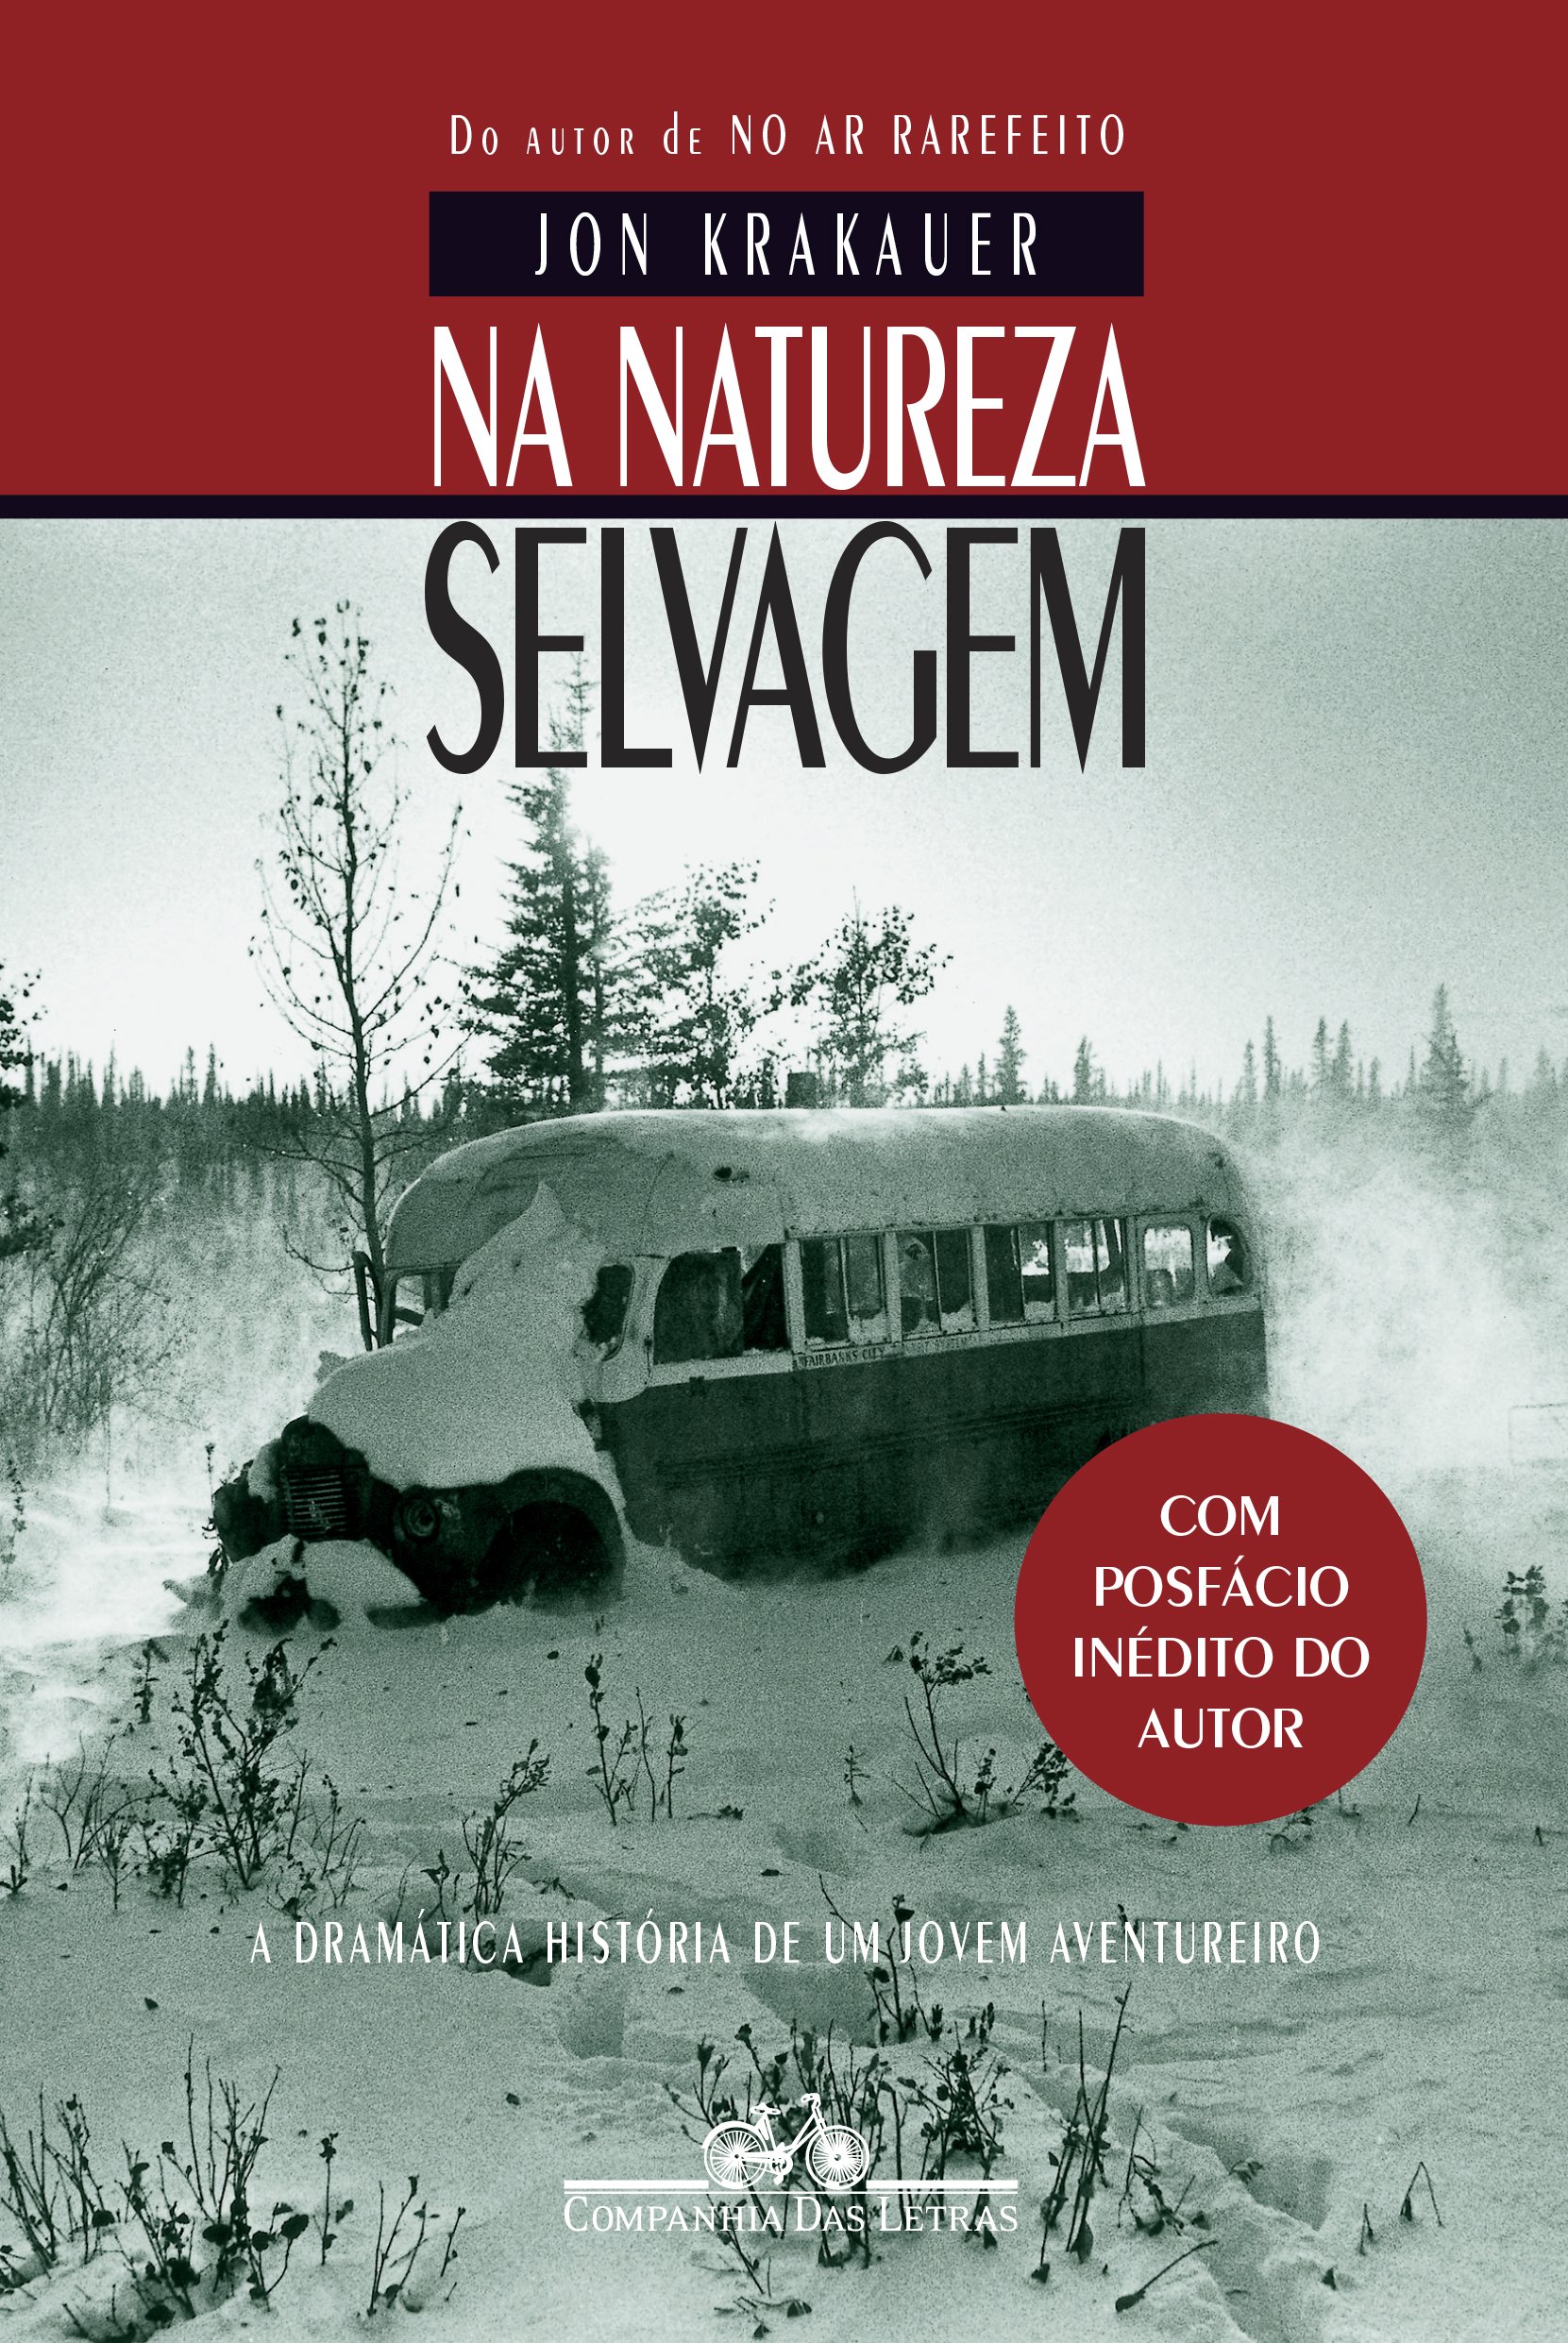 Do autor de NO AR RAREFEITO
JON KRAKAUER
NA NATUREZA
SELVAGEM
FAIRBANKS CITY
COM
POSFÁCIO
INÉDITO DO
AUTOR
A DRAMÁTICA HISTÓRIA DE UM JOVEM AVENTUREIRO
COMPANHIA DAS LETRAS